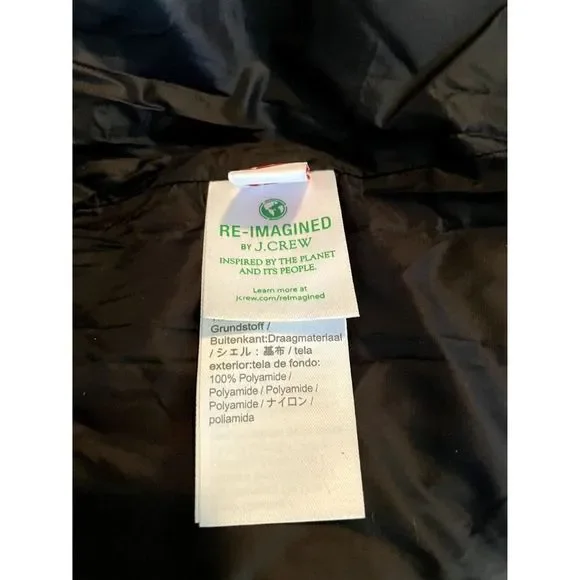 RE-IMAGINED
BY J.CREW
INSPIRED BY THE PLANET
AND ITS PEOPLE.
Learn more at
jcrew.com/reimagined
Grundstoff /
Buitenkant:Draagmateriaal
/ シェル：基布 / tela
exterior:tela de fondo:
100% Polyamide /
Polyamide / Polyamide /
Polyamide / ナイロン /
poliamida